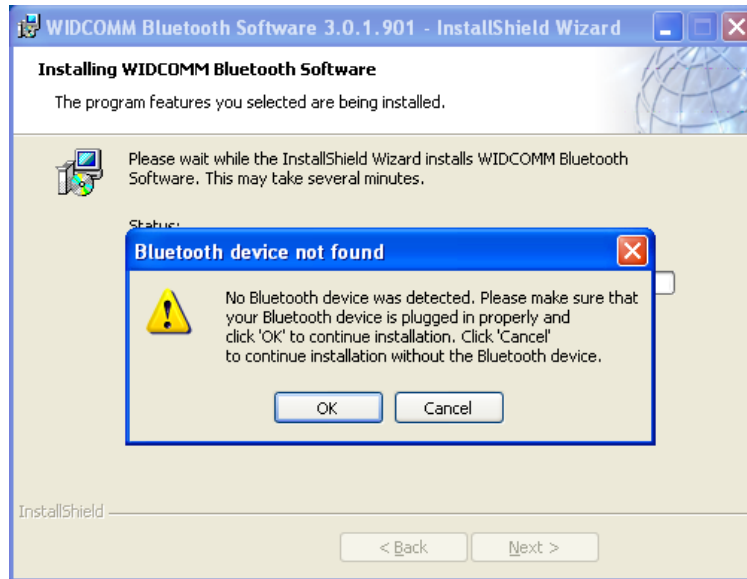 WIDCOMM Bluetooth Software 3.0.1.901 - InstallShield Wizard
Installing WIDCOMM Bluetooth Software
The program features you selected are being installed.
Please wait while the InstallShield Wizard installs WIDCOMM Bluetooth
Software. This may take several minutes.
Status:
Bluetooth device not found
No Bluetooth device was detected. Please make sure that
your Bluetooth device is plugged in properly and
click 'OK' to continue installation. Click 'Cancel'
to continue installation without the Bluetooth device.
OK Cancel
InstallShield
< Back Next >